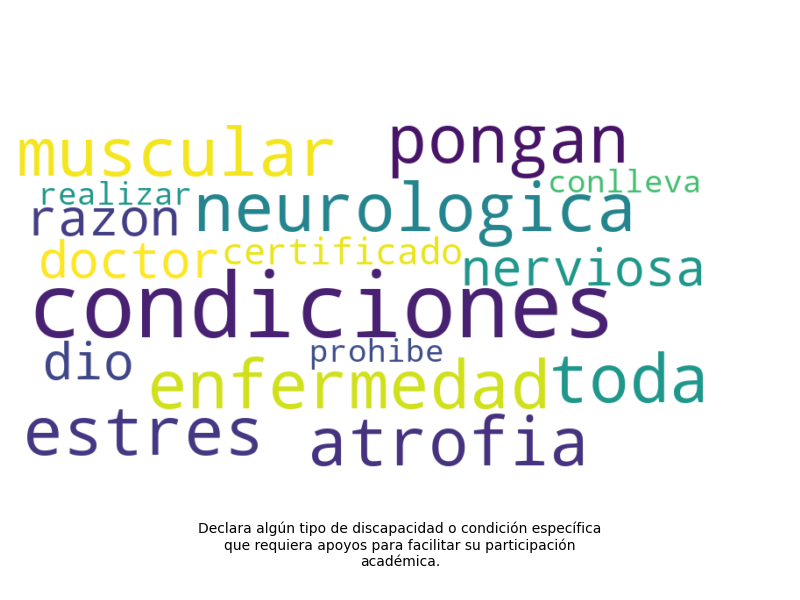 muscular pongan
realizar conlleva
razon neurologica
doctor certificado nerviosa
condiciones
dio prohibe
enfermedad toda
estres atrofia
Declara algún tipo de discapacidad o condición específica
que requiera apoyos para facilitar su participación
académica.